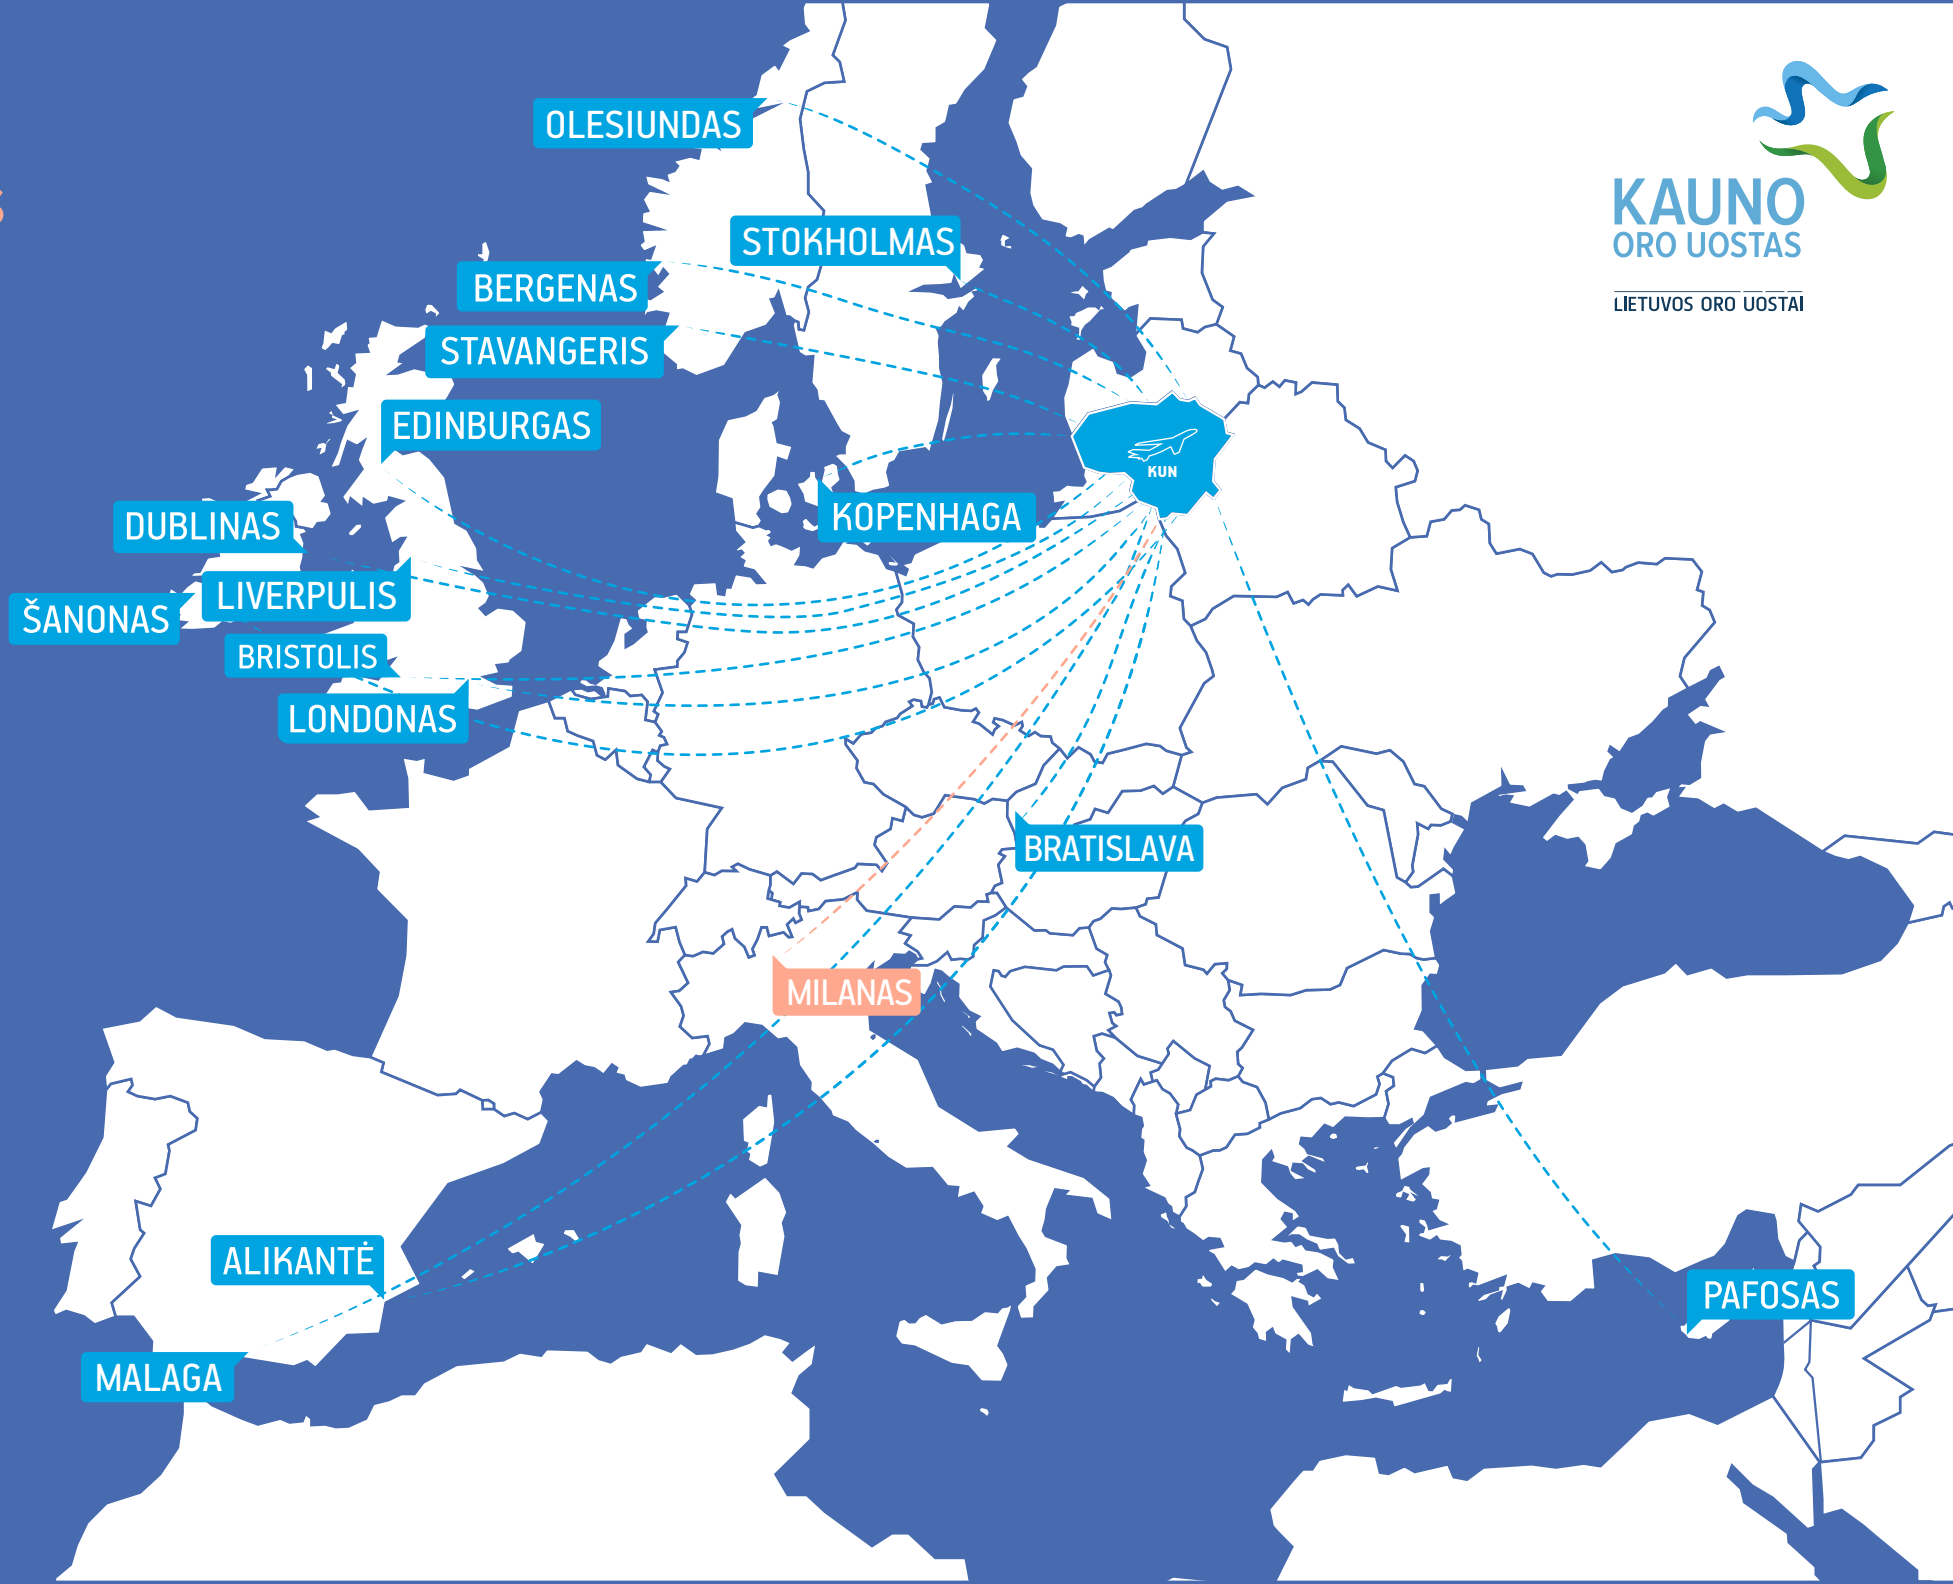 OLESIUNDAS
KAUNO
ORO UOSTAS
LIETUVOS ORO UOSTAI
STOKHOLMAS
BERGENAS
STAVANGERIS
EDINBURGAS
KUN
DUBLINAS
KOPENHAGA
LIVERPULIS
ŠANONAS
BRISTOLIS
LONDONAS
BRATISLAVA
MILANAS
ALIKANTĖ
PAFOSAS
MALAGA